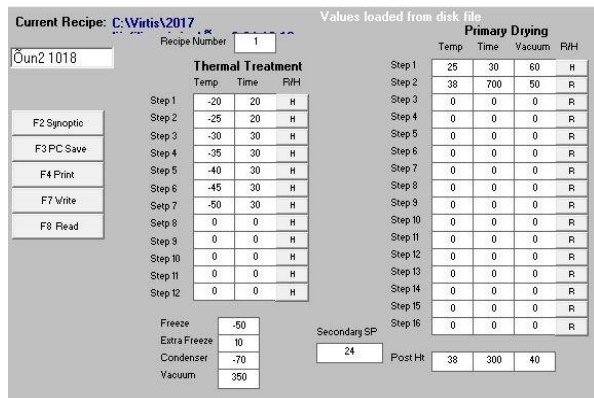 Current Recipe: C:\Virtis\2017
Values loaded from disk file
Recipe Number 1
Õun2 1018
F2 Synoptic
F3 PC Save
F4 Print
F7 Write
F8 Read
Thermal Treatment
Temp Time R/H
Step 1 -20 20 H
Step 2 -25 20 H
Step 3 -30 30 H
Step 4 -35 30 H
Step 5 -40 30 H
Step 6 -45 30 H
Setp 7 -50 30 H
Setp 8 0 0 H
Step 9 0 0 H
Step 10 0 0 H
Step 11 0 0 H
Step 12 0 0 H
Freeze -50
Extra Freeze 10
Condenser -70
Vacuum 350
Secondary SP
24
Primary Drying
Temp Time Vacuum R/H
Step 1 25 30 60 H
Step 2 38 700 50 R
Step 3 0 0 0 R
Step 4 0 0 0 R
Step 5 0 0 0 R
Step 6 0 0 0 R
Step 7 0 0 0 R
Step 8 0 0 0 R
Step 9 0 0 0 R
Step 10 0 0 0 R
Step 11 0 0 0 R
Step 12 0 0 0 R
Step 13 0 0 0 R
Step 14 0 0 0 R
Step 15 0 0 0 R
Step 16 0 0 0 R
Post Ht 38 300 40